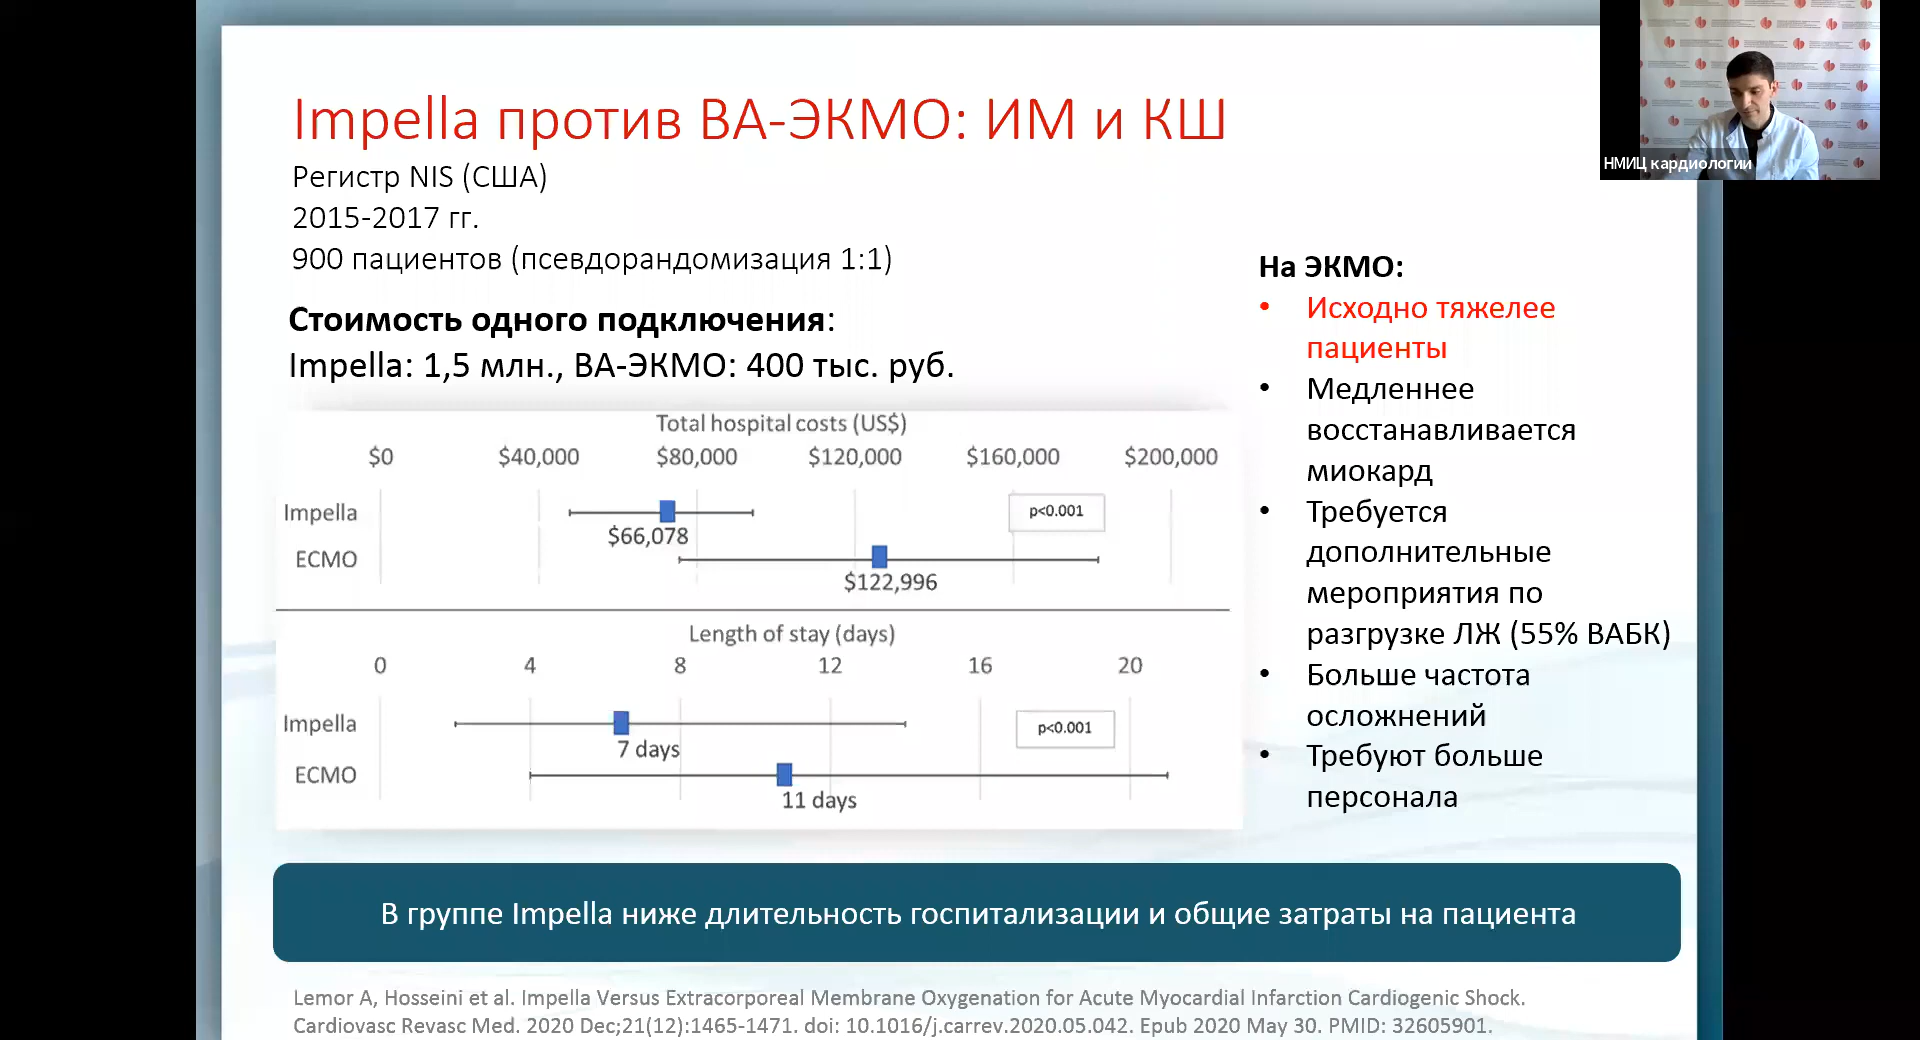 Impella против ВА-ЭКМО: ИМ и КШ
Регистр NIS (США)
2015-2017 гг.
900 пациентов (псевдорандомизация 1:1)
Стоимость одного подключения:
Impella: 1,5 млн., ВА-ЭКМО: 400 тыс. руб.
Total hospital costs (US$)
$0 $40,000 $80,000 $120,000 $160,000 $200,000
Impella
p<0.001
$66,078
ECMO
$122,996
Length of stay (days)
0 4 8 12 16 20
Impella
p<0.001
7 days
ECMO
11 days
На ЭКМО:
• Исходно тяжелее
пациенты
• Медленнее
восстанавливается
миокард
• Требуется
дополнительные
мероприятия по
разгрузке ЛЖ (55% ВАБК)
• Больше частота
осложнений
• Требуют больше
персонала
В группе Impella ниже длительность госпитализации и общие затраты на пациента
Lemor A, Hosseini et al. Impella Versus Extracorporeal Membrane Oxygenation for Acute Myocardial Infarction Cardiogenic Shock.
Cardiovasc Revasc Med. 2020 Dec;21(12):1465-1471. doi: 10.1016/j.carrev.2020.05.042. Epub 2020 May 30. PMID: 32605901.
НМИЦ кардиологии